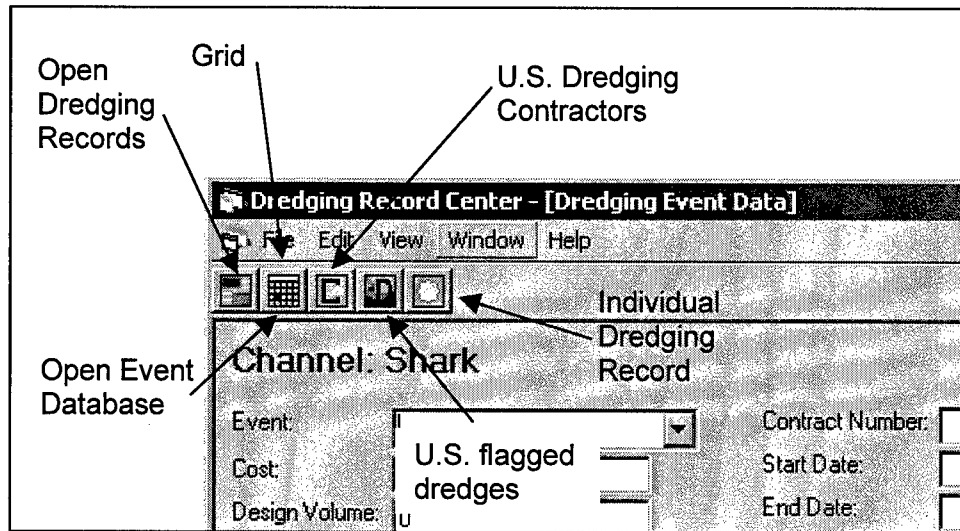 Open
Dredging
Records
Grid
U.S. Dredging
Contractors
Dredging Record Center - [Dredging Event Data]
File Edit View Window Help
C D
Individual
Dredging
Record
Channel: Shark
Open Event
Database
Event:
Contract Number:
Cost:
Start Date:
U.S. flagged
dredges
Design Volume:
End Date: